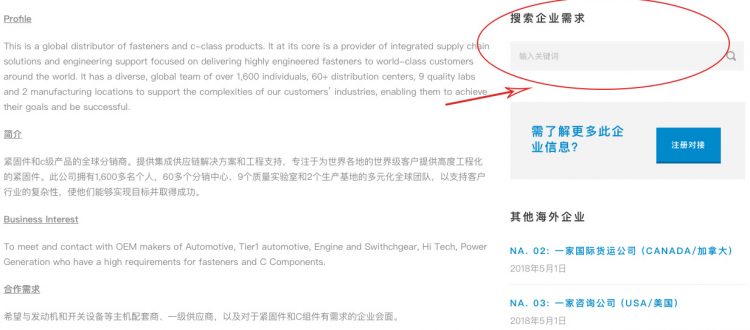 Profile
This is a global distributor of fasteners and c-class products. It at its core is a provider of integrated supply chain
solutions and engineering support focused on delivering highly engineered fasteners to world-class customers
around the world. It has a diverse, global team of over 1,600 individuals, 60+ distribution centers, 9 quality labs
and 2 manufacturing locations to support the complexities of our customers' industries, enabling them to achieve
their goals and be successful.
简介
紧固件和c级产品的全球分销商。提供集成供应链解决方案和工程支持，专注于为世界各地的世界级客户提供高度工程化
的紧固件。此公司拥有1,600多名个人，60多个分销中心、9个质量实验室和2个生产基地的多元化全球团队，以支持客户
行业的复杂性，使他们能够实现目标并取得成功。
Business Interest
To meet and contact with OEM makers of Automotive, Tier1 automotive, Engine and Swithchgear, Hi Tech, Power
Generation who have a high requirements for fasteners and C Components.
合作需求
希望与发动机和开关设备等主机配套商、一级供应商，以及对于紧固件和C组件有需求的企业会面。
搜索企业需求
输入关键词
需了解更多此企
业信息？
注册对接
其他海外企业
NA. 02: 一家国际货运公司 (CANADA/加拿大)
2018年5月1日
NA. 03: 一家咨询公司 (USA/美国)
2018年5月1日